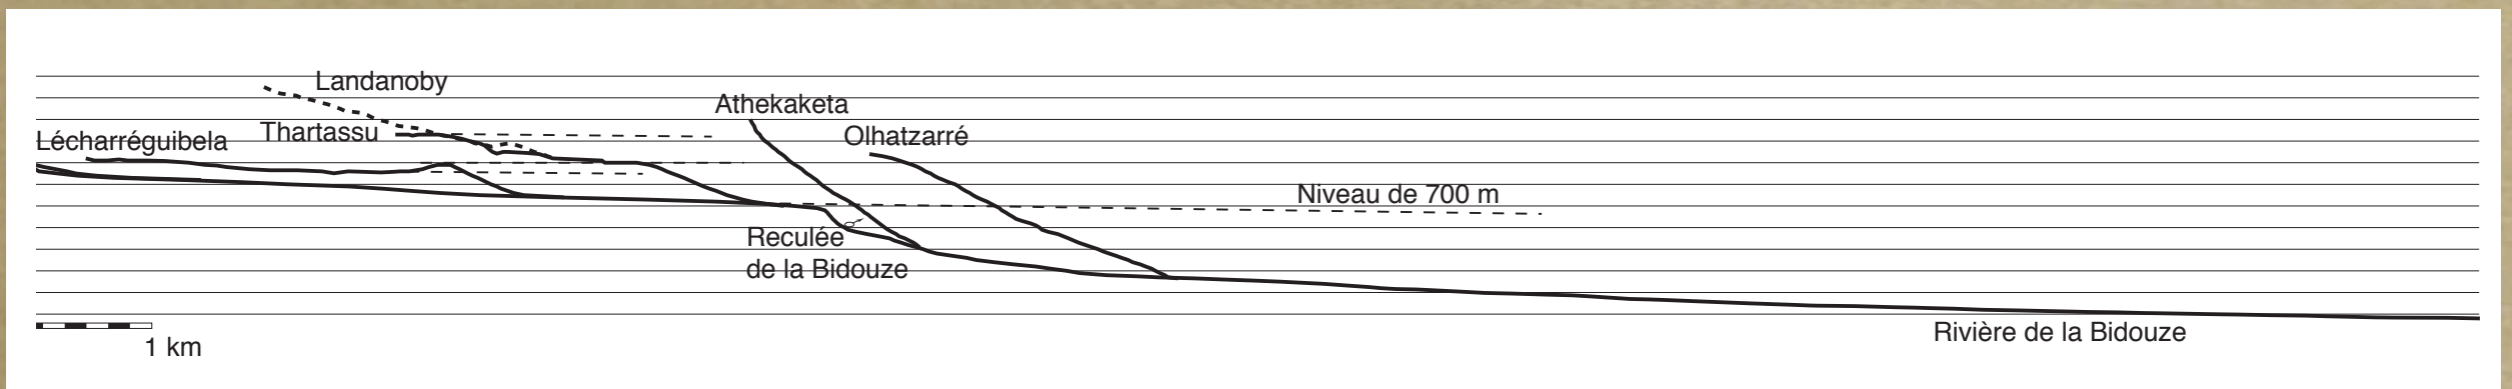 Landanoby
Athekaketa
Thartassu
Olhatzarré
Lécharréguibela
Niveau de 700 m
Reculée
de la Bidouze
Rivière de la Bidouze
1 km